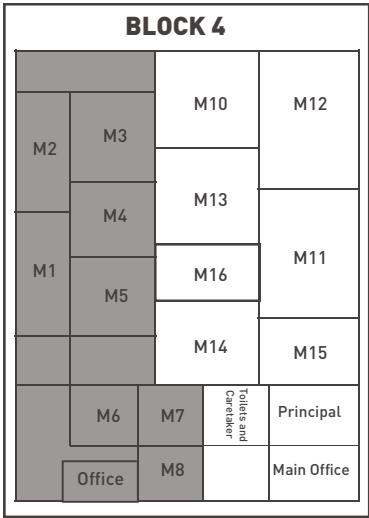 BLOCK 4
M10
M12
M3
M2
M13
M4
M11
M1
M16
M5
M14
M15
Toilets and
Caretaker
Principal
M6
M7
M8
Main Office
Office